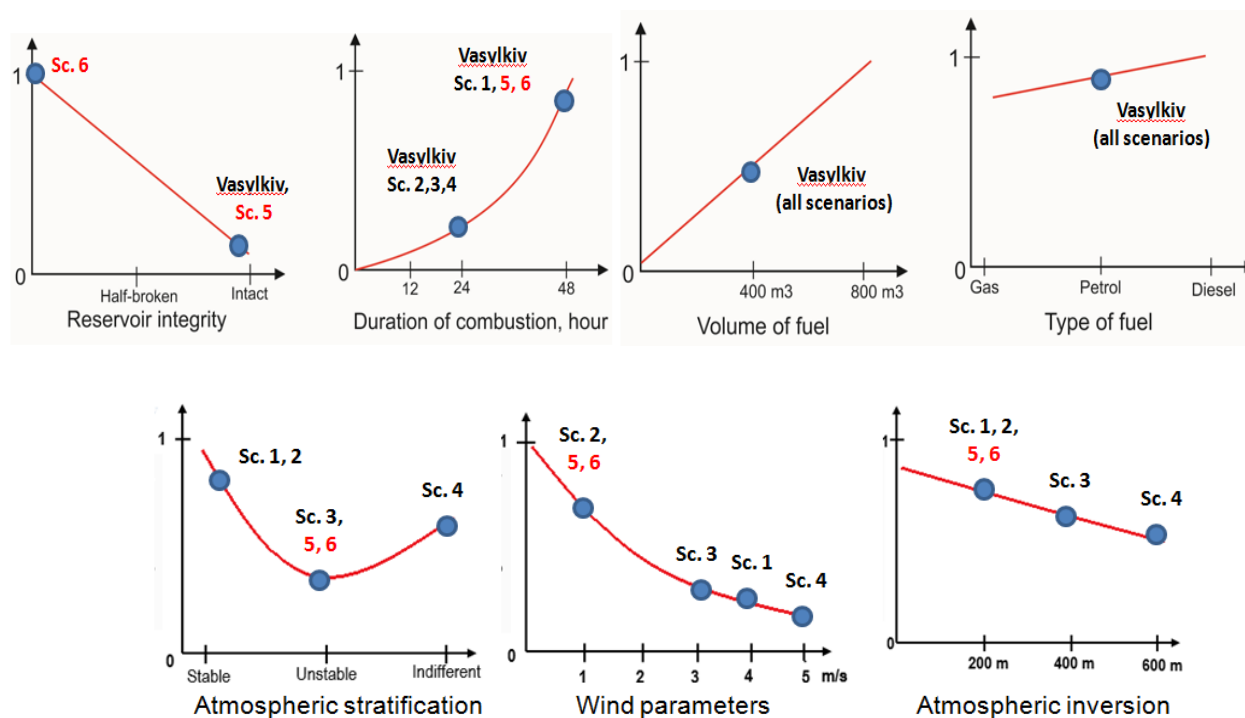 1
Sc. 6
Vasylkiv,
Sc. 5
0
Half-broken
Intact
Reservoir integrity
1
Vasylkiv
Sc. 1, 5, 6
Vasylkiv
Sc. 2,3,4
0
12
24
48
Duration of combustion, hour
1
Vasylkiv
(all scenarios)
0
400 m3
800 m3
Volume of fuel
1
Vasylkiv
(all scenarios)
0
Gas
Petrol
Diesel
Type of fuel
1
Sc. 1, 2
Sc. 3,
5, 6
Sc. 4
0
Stable
Unstable
Indifferent
Atmospheric stratification
1
Sc. 2,
5, 6
Sc. 3
Sc. 1
Sc. 4
0
1
2
3
4
5
m/s
Wind parameters
1
Sc. 1, 2,
5, 6
Sc. 3
Sc. 4
0
200 m
400 m
600 m
Atmospheric inversion